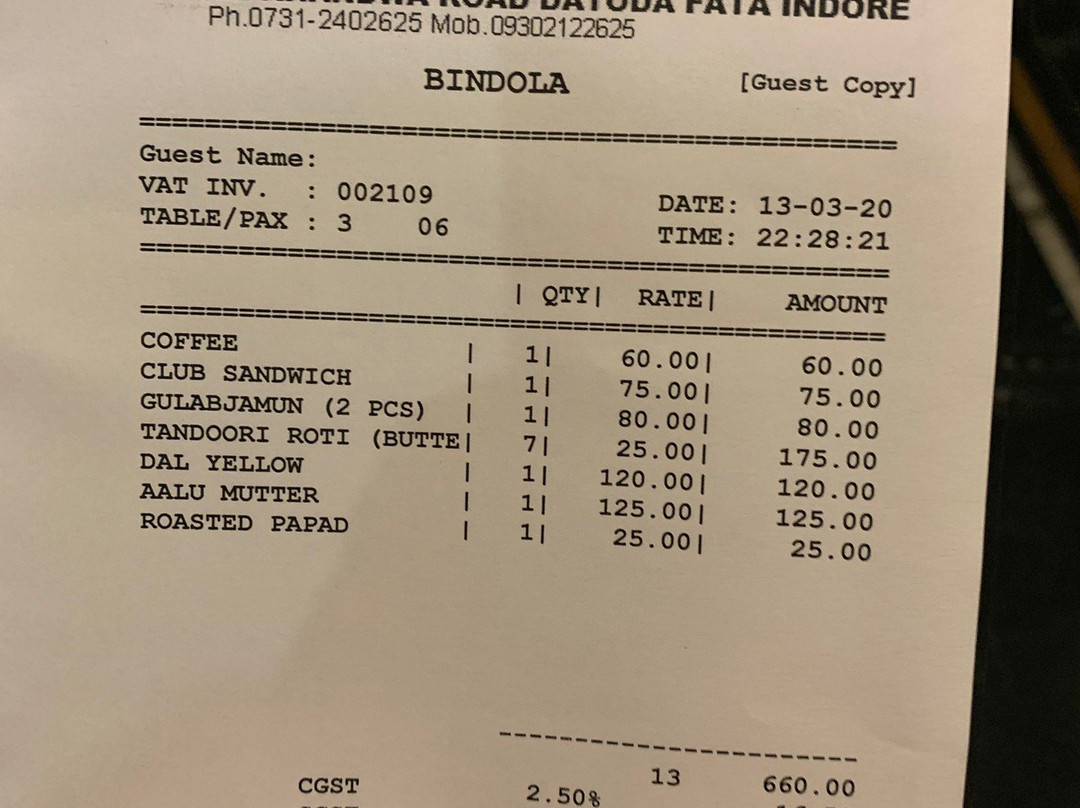 ROAD DATODA FATA INDORE
Ph.0731-2402625 Mob.09302122625
BINDOLA [Guest Copy]
==============================================
Guest Name:
VAT INV. : 002109 DATE: 13-03-20
TABLE/PAX : 3 06 TIME: 22:28:21
==============================================
| QTY| RATE| AMOUNT
==============================================
COFFEE | 1| 60.00| 60.00
CLUB SANDWICH | 1| 75.00| 75.00
GULABJAMUN (2 PCS) | 1| 80.00| 80.00
TANDOORI ROTI (BUTTE| 7| 25.00| 175.00
DAL YELLOW | 1| 120.00| 120.00
AALU MUTTER | 1| 125.00| 125.00
ROASTED PAPAD | 1| 25.00| 25.00
----------------------
13 660.00
CGST 2.50%